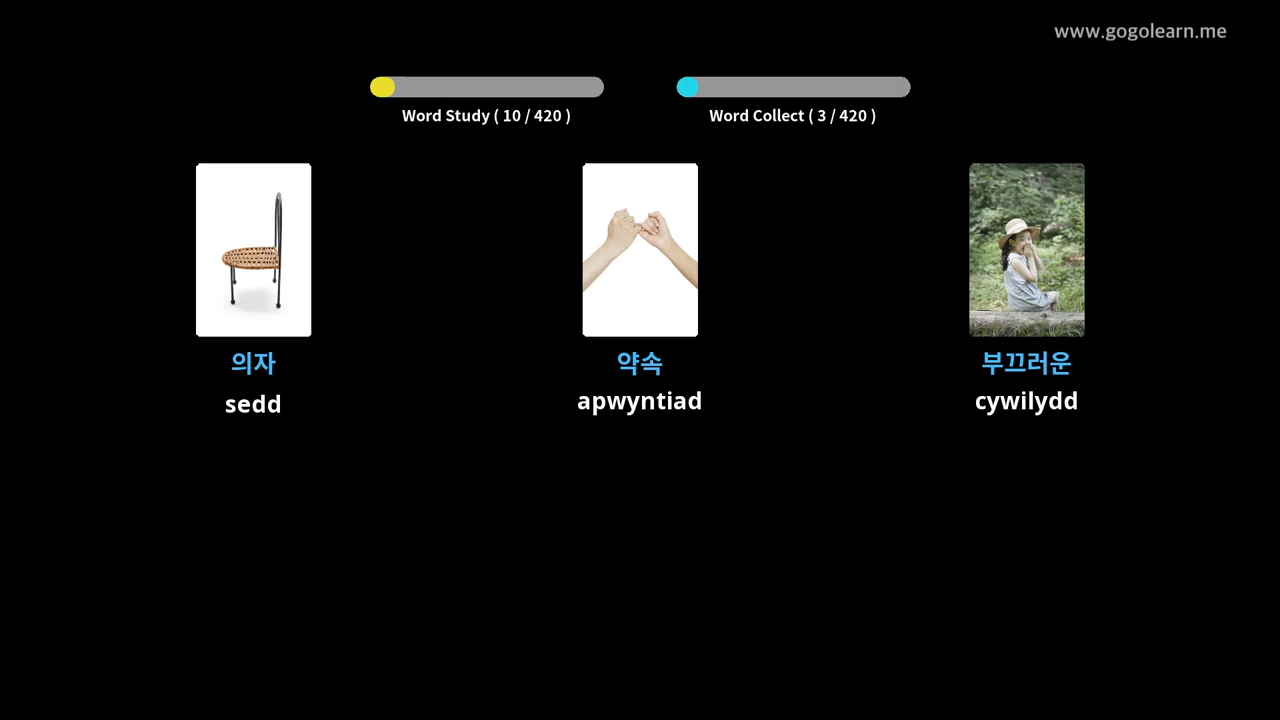 www.gogolearn.me
Word Study ( 10 / 420 )
Word Collect ( 3 / 420 )
의자
sedd
약속
apwyntiad
부끄러운
cywilydd